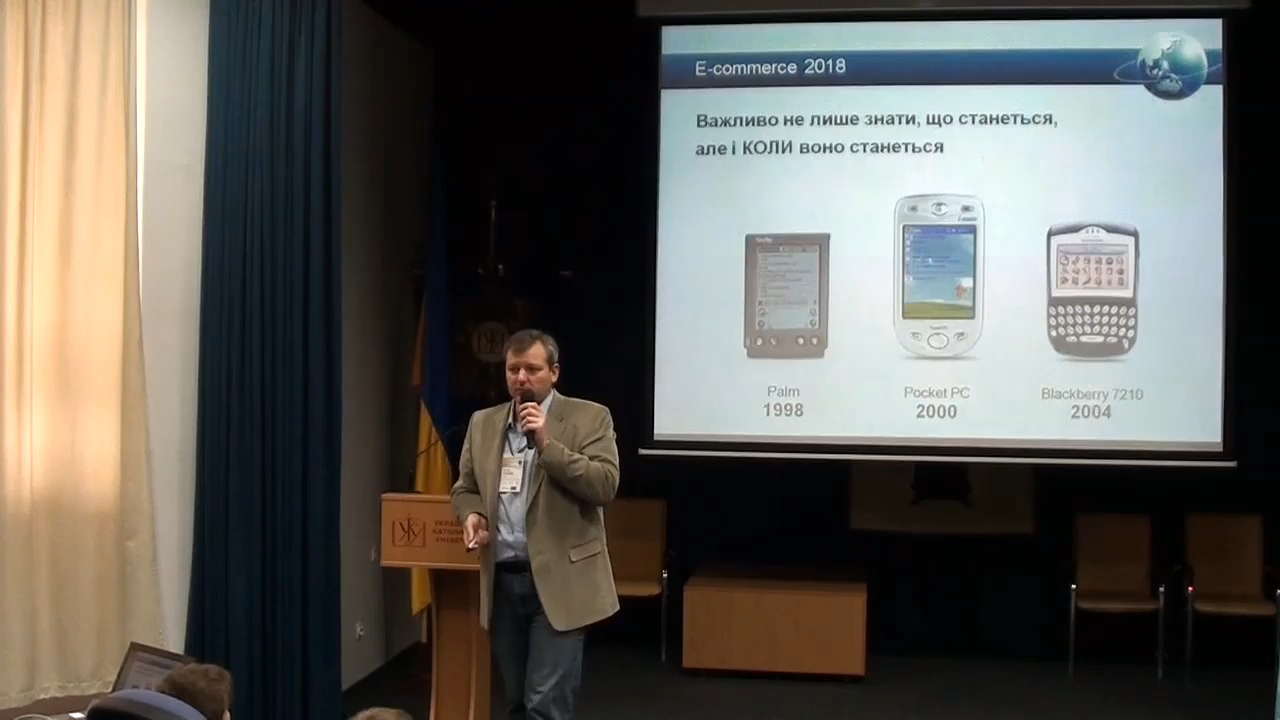 E-commerce 2018
Важливо не лише знати, що станеться,
але і КОЛИ воно станеться
Palm
1998
Pocket PC
2000
Blackberry 7210
2004